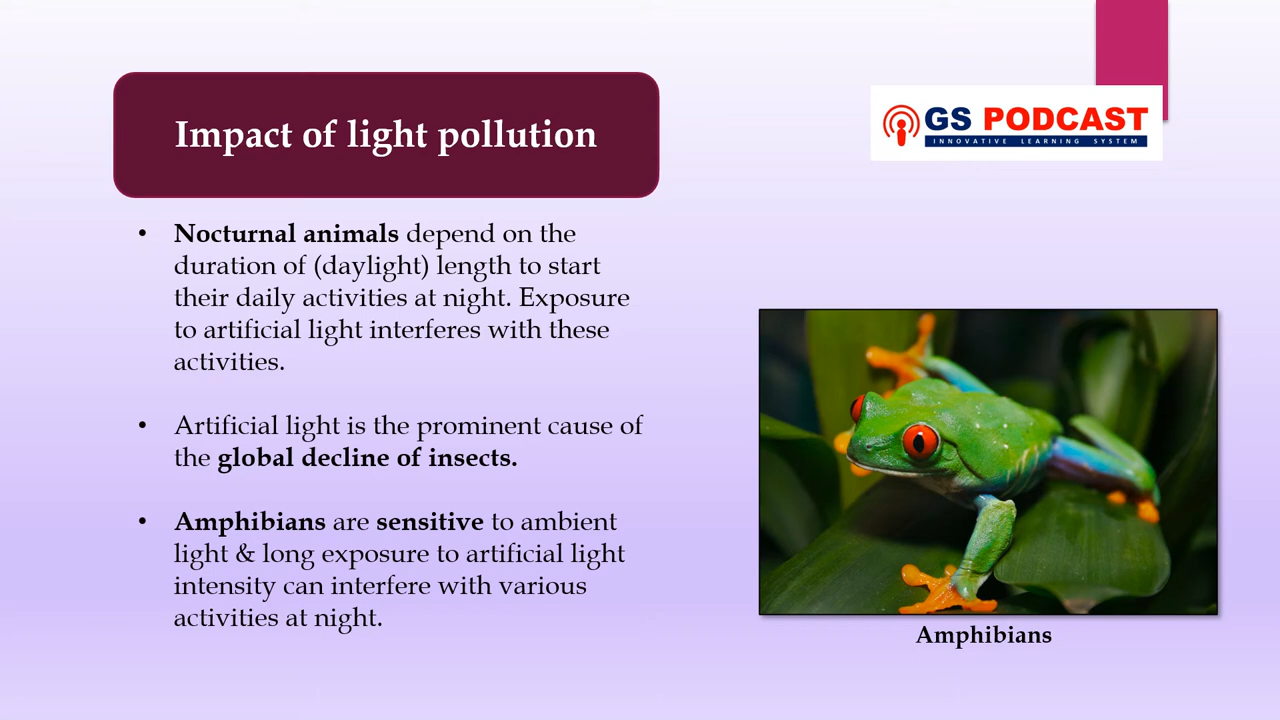 Impact of light pollution
GS PODCAST
INNOVATIVE LEARNING SYSTEM
• Nocturnal animals depend on the
duration of (daylight) length to start
their daily activities at night. Exposure
to artificial light interferes with these
activities.
• Artificial light is the prominent cause of
the global decline of insects.
• Amphibians are sensitive to ambient
light & long exposure to artificial light
intensity can interfere with various
activities at night.
Amphibians